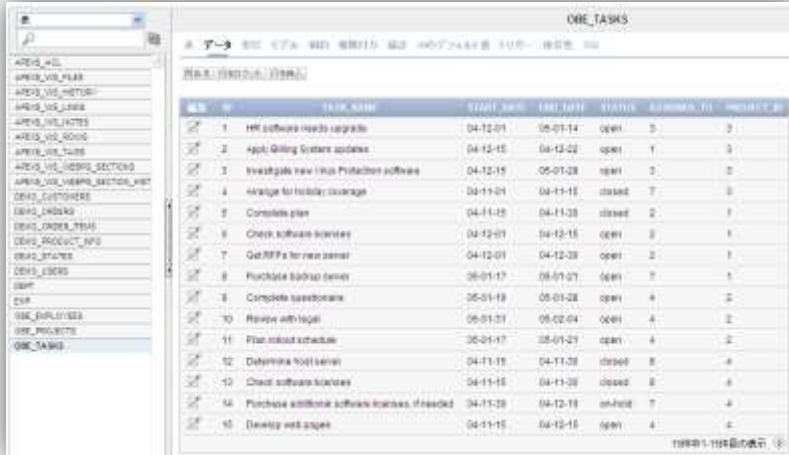 OBE_TASKS
表
表 データ
APEX$_ACL
APEX$_WS_FILES
APEX$_WS_HISTORY
APEX$_WS_LINKS
APEX$_WS_NOTES
APEX$_WS_ROWS
APEX$_WS_TAGS
APEX$_WS_WEBPG_SECTIONS
DEMO_CUSTOMERS
DEMO_ORDERS
DEMO_ORDER_ITEMS
DEMO_PRODUCT_INFO
DEMO_STATES
DEMO_USERS
DEPT
EMP
OBE_EMPLOYEES
OBE_PROJECTS
OBE_TASKS
編集 ID TASK_NAME START_DATE END_DATE STATUS ASSIGNED_TO PROJECT_ID
1 HR software needs upgrade 04-12-01 05-01-14 open 3 3
2 Apply Billing System updates 04-12-15 04-12-22 open 1 3
3 Investigate new Virus Protection software 04-12-15 05-01-28 open 3 3
4 Arrange for holiday coverage 04-11-01 04-11-15 closed 7 3
5 Complete plan 04-11-15 04-11-30 closed 2 1
6 Check software licenses 04-12-01 04-12-15 open 2 1
7 Get RFPs for new server 04-12-01 04-12-30 open 2 1
8 Purchase backup server 05-01-17 05-01-21 open 7 1
9 Complete questionaire 05-01-18 05-01-28 open 4 2
10 Review with legal 05-01-31 05-02-04 open 4 2
11 Plan rollout schedule 05-01-17 05-01-21 open 4 2
12 Determine host server 04-11-15 04-11-30 closed 8 4
13 Check software licenses 04-11-15 04-11-30 closed 8 4
14 Purchase additional software licenses, if needed 04-11-30 04-12-15 on-hold 7 4
15 Develop web pages 04-11-15 04-12-15 open 4 4